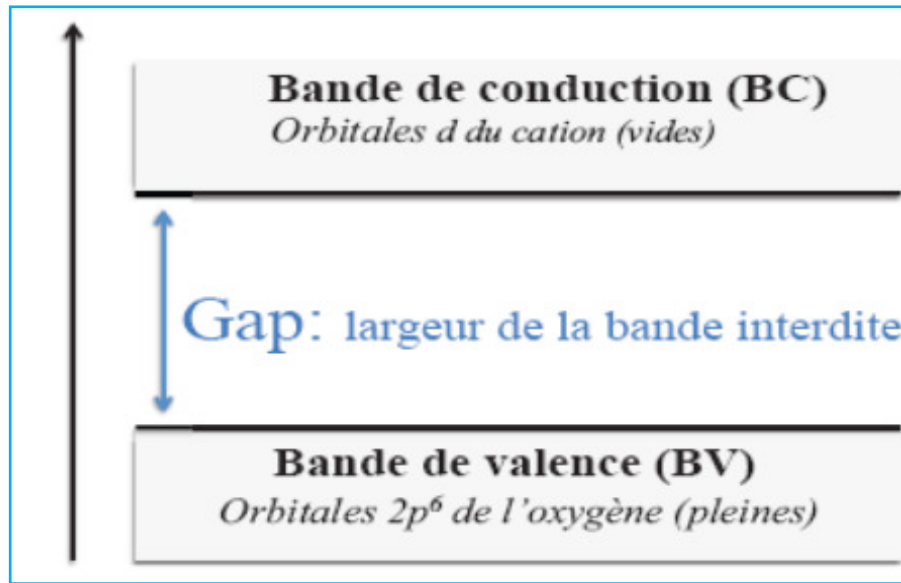 Bande de conduction (BC)
Orbitales d du cation (vides)
Gap: largeur de la bande interdite
Bande de valence (BV)
Orbitales 2p⁶ de l'oxygène (pleines)